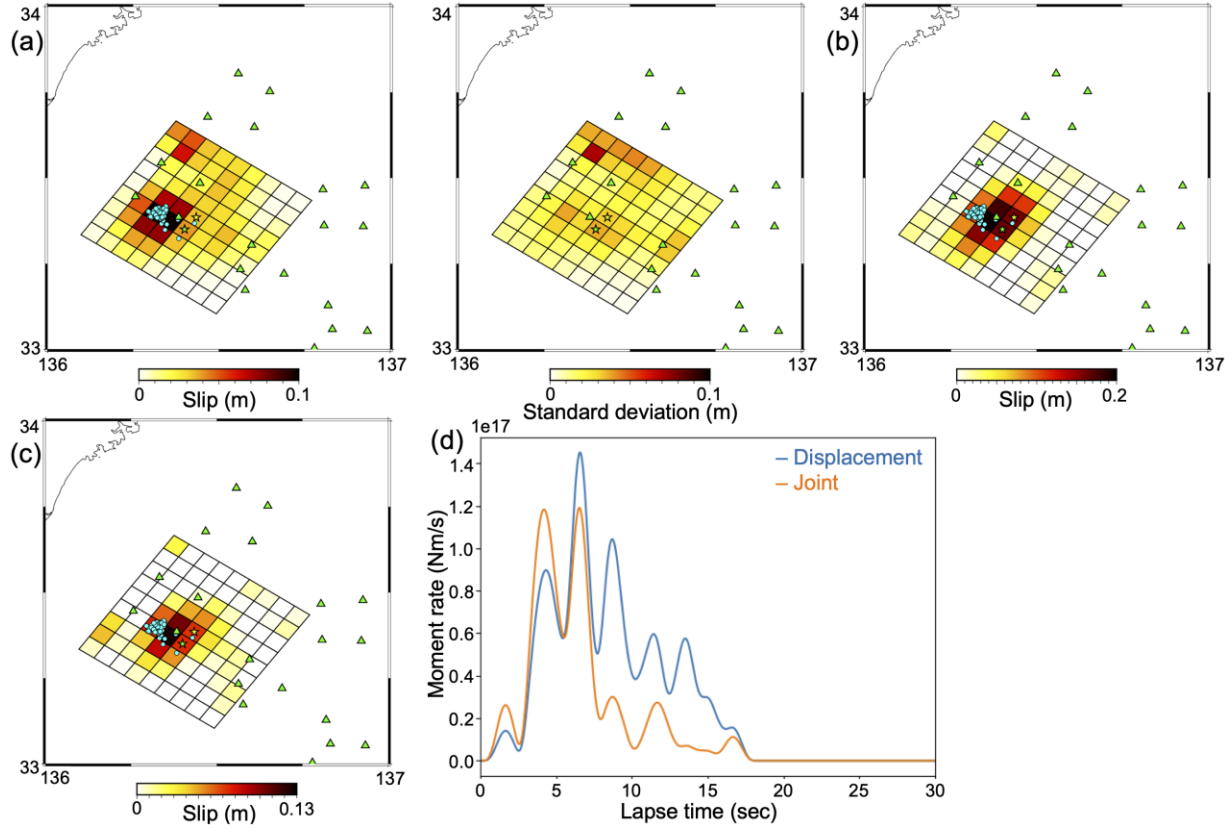 (a)
34
33
136
0
0.1
Slip (m)
0
0.1
Standard deviation (m)
(b)
34
33
136
137
0
0.2
Slip (m)
(c)
34
33
136
137
0
0.13
Slip (m)
(d)
1e17
1.4
1.2
1.0
0.8
0.6
0.4
0.2
0.0
Moment rate (Nm/s)
0
5
10
15
20
25
30
Lapse time (sec)
Displacement
Joint
136
137
137